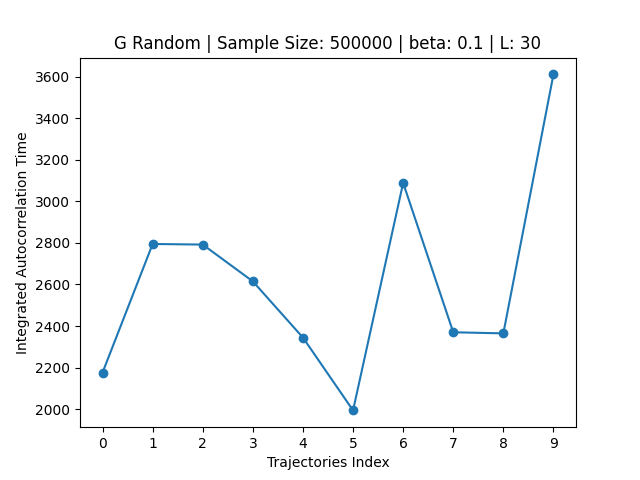 G Random | Sample Size: 500000 | beta: 0.1 | L: 30
Integrated Autocorrelation Time
3600
3400
3200
3000
2800
2600
2400
2200
2000
0 1 2 3 4 5 6 7 8 9
Trajectories Index